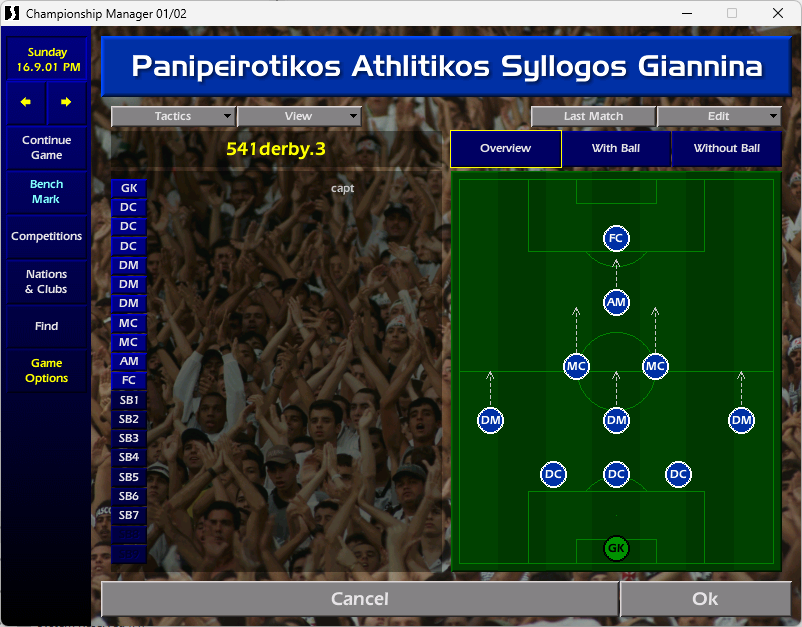 Championship Manager 01/02
Sunday
16.9.01 PM
Continue
Game
Bench
Mark
Competitions
Nations
& Clubs
Find
Game
Options
Panipeirotikos Athlitikos Syllogos Giannina
Tactics
View
Last Match
Edit
541derby.3
Overview
With Ball
Without Ball
GK
capt
DC
DC
DC
DM
DM
DM
MC
MC
AM
FC
SB1
SB2
SB3
SB4
SB5
SB6
SB7
FC
AM
MC MC
DM DM DM
DC DC DC
GK
Cancel
Ok